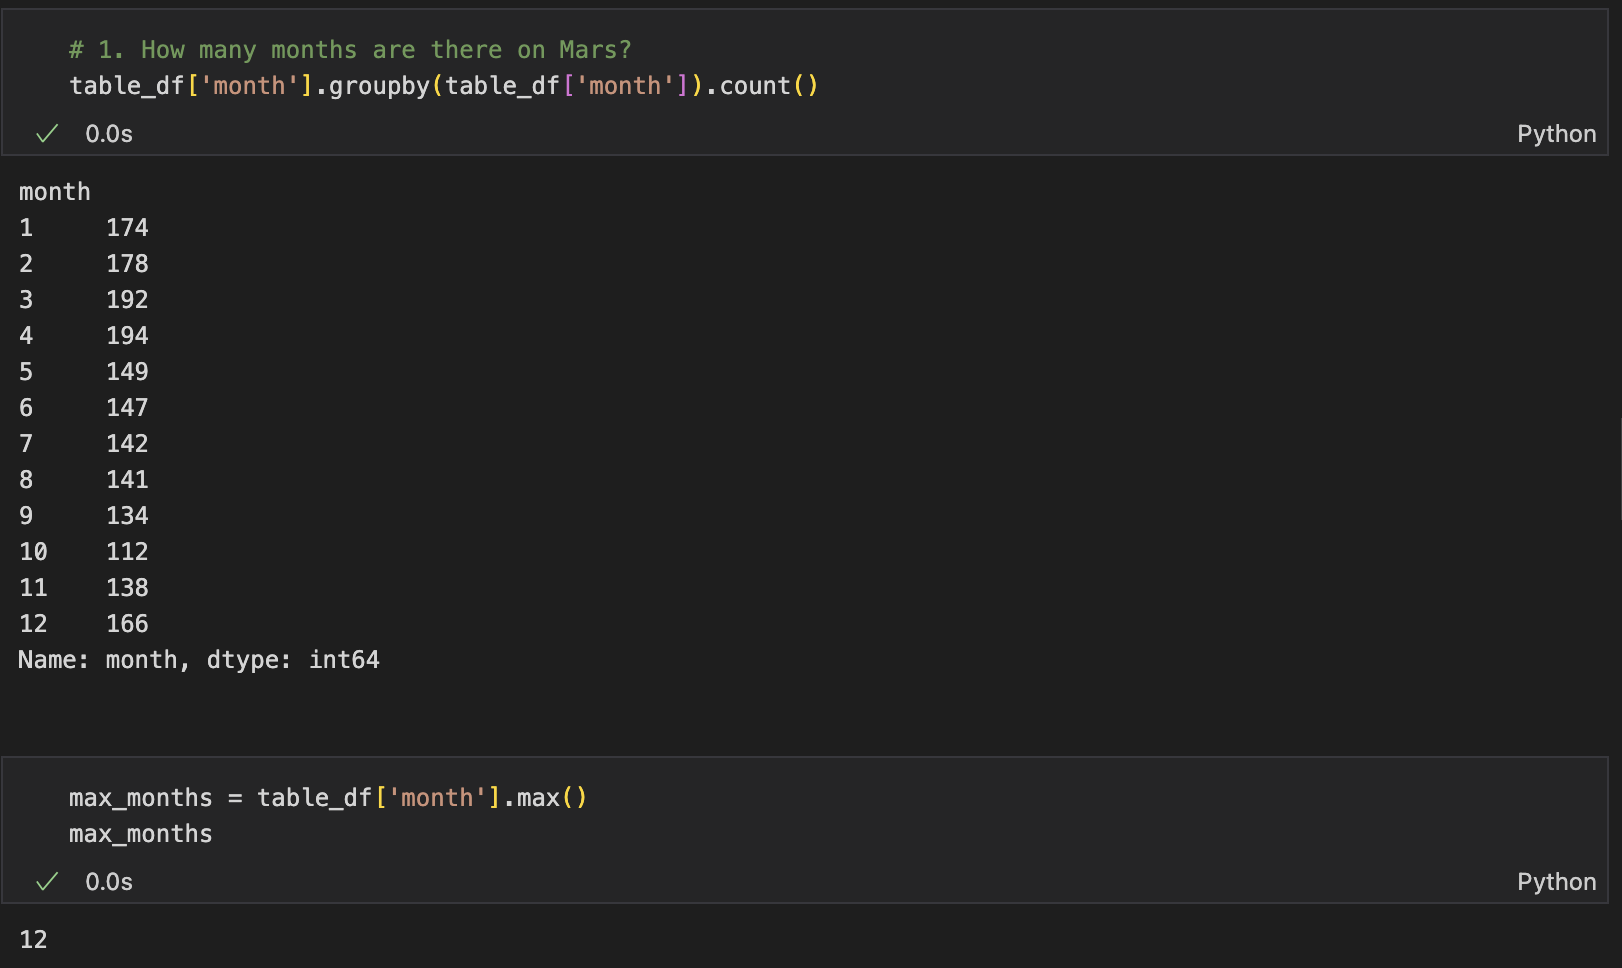 # 1. How many months are there on Mars?
table_df['month'].groupby(table_df['month']).count()
✓ 0.0s Python
month
1 174
2 178
3 192
4 194
5 149
6 147
7 142
8 141
9 134
10 112
11 138
12 166
Name: month, dtype: int64
max_months = table_df['month'].max()
max_months
✓ 0.0s Python
12